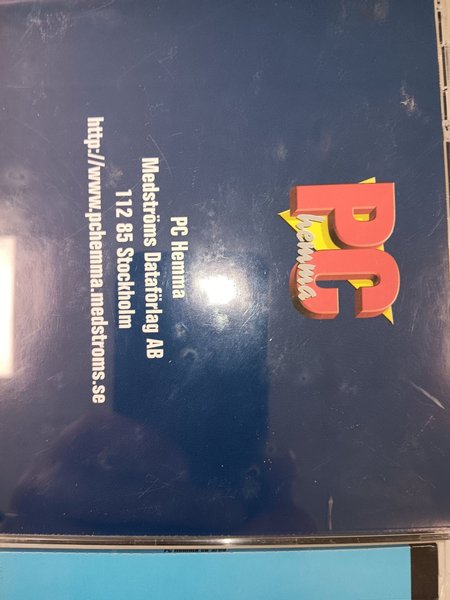 PC
hemma
PC Hemma
Medströms Dataförlag AB
112 85 Stockholm
http://www.pchemma.medstroms.se